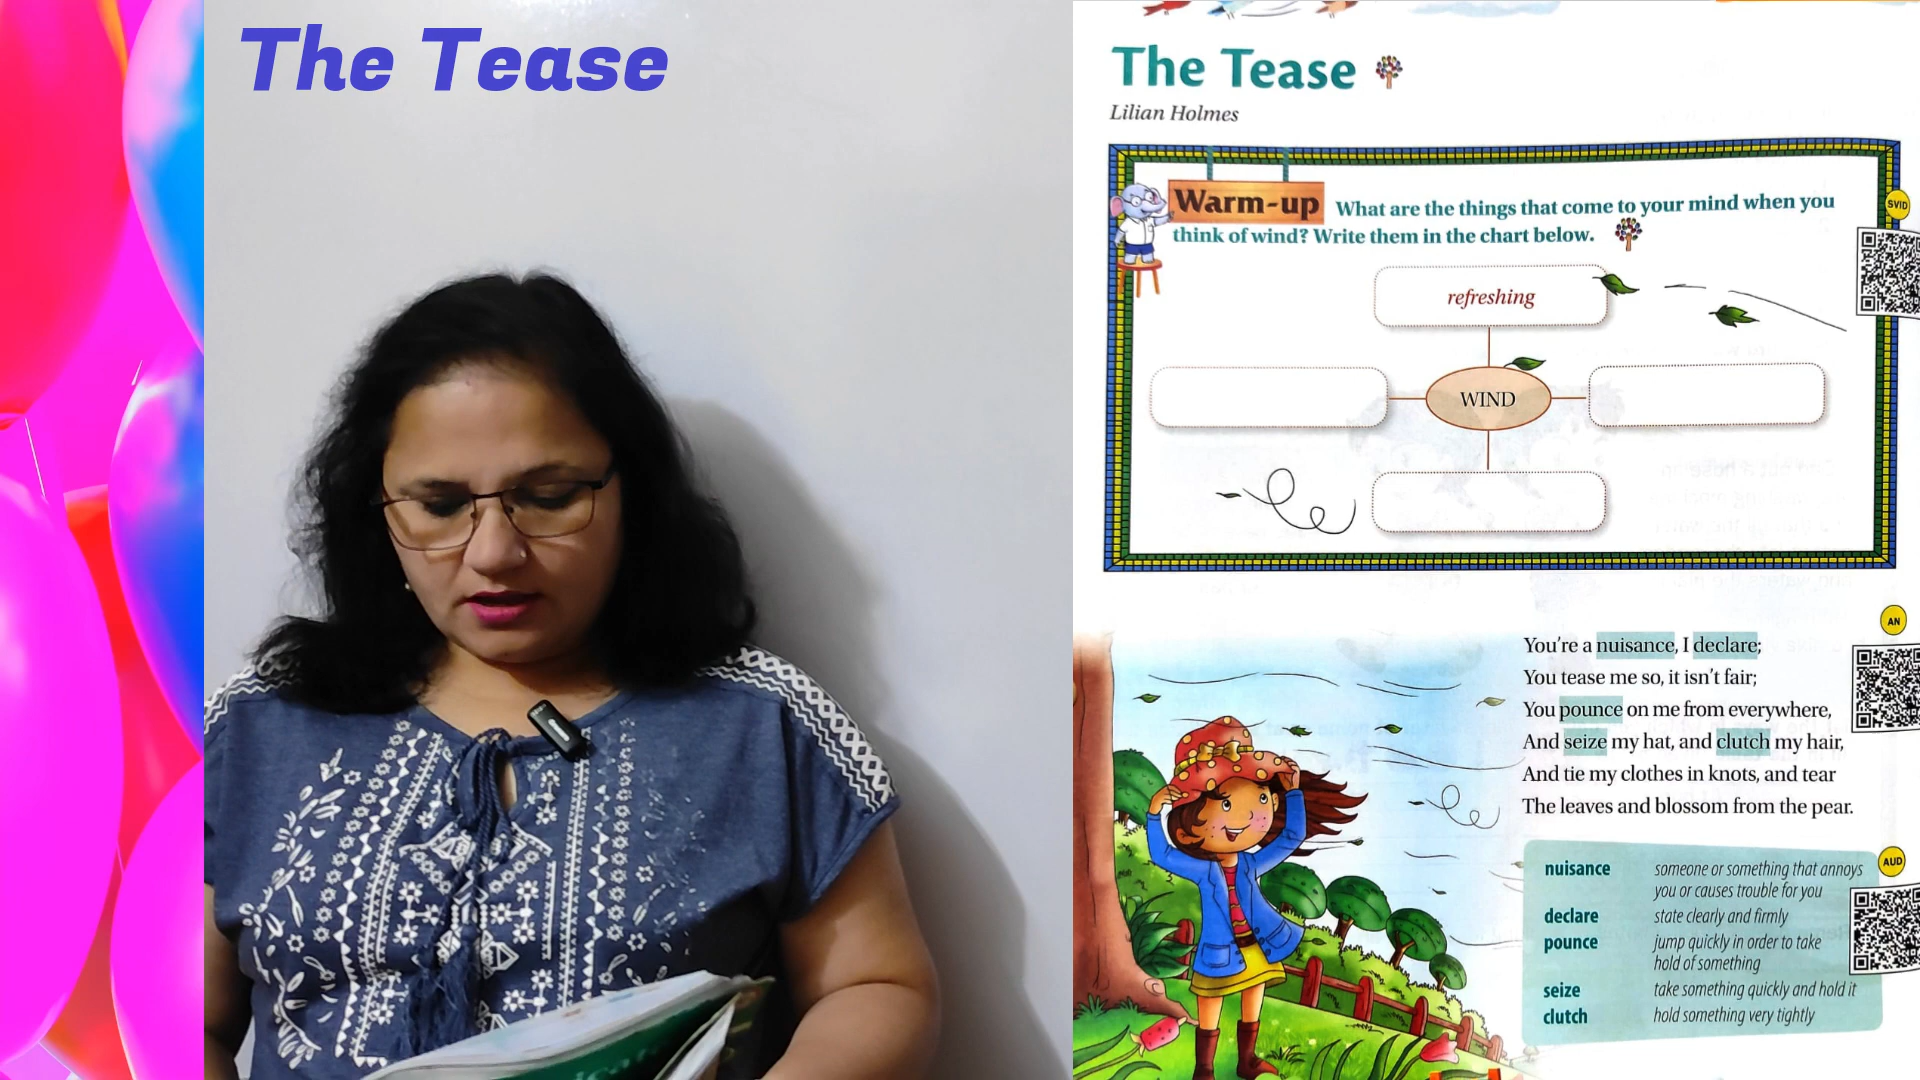 The Tease
The Tease
Lilian Holmes
Warm-up What are the things that come to your mind when you
think of wind? Write them in the chart below.
SVID
refreshing
WIND
AN
You're a nuisance, I declare;
You tease me so, it isn't fair;
You pounce on me from everywhere,
And seize my hat, and clutch my hair,
And tie my clothes in knots, and tear
The leaves and blossom from the pear.
AUD
nuisance someone or something that annoys
you or causes trouble for you
declare state clearly and firmly
pounce jump quickly in order to take
hold of something
seize take something quickly and hold it
clutch hold something very tightly